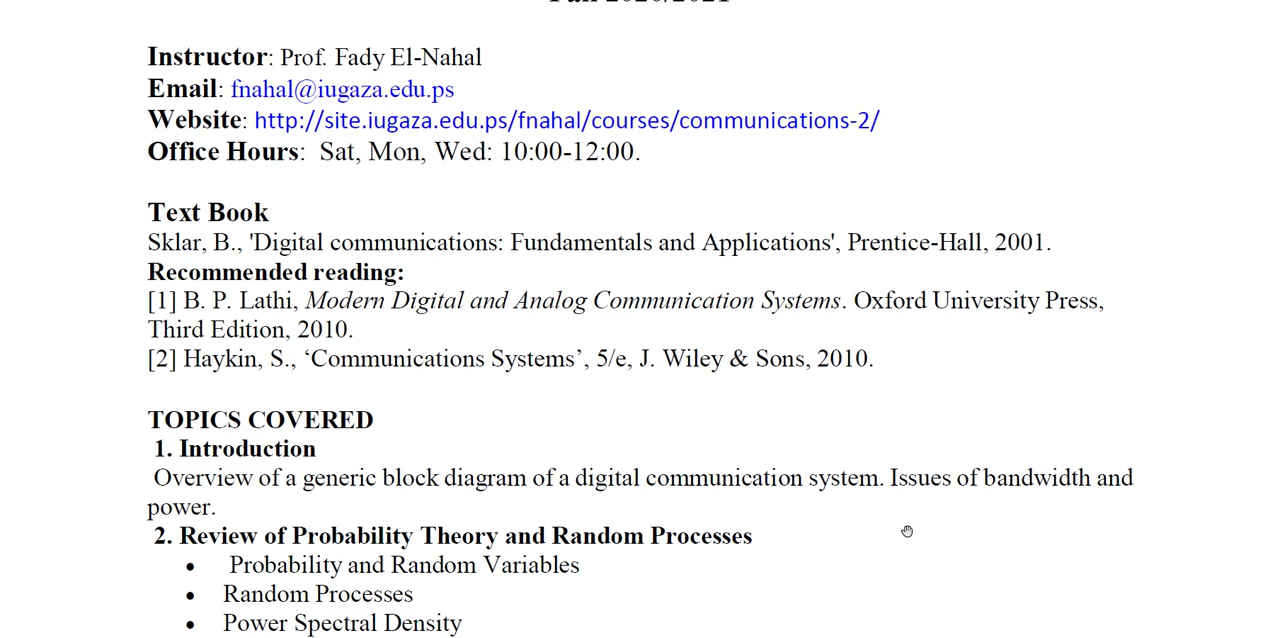 Instructor: Prof. Fady El-Nahal
Email: fnahal@iugaza.edu.ps
Website: http://site.iugaza.edu.ps/fnahal/courses/communications-2/
Office Hours:  Sat, Mon, Wed: 10:00-12:00.
Text Book
Sklar, B., 'Digital communications: Fundamentals and Applications', Prentice-Hall, 2001.
Recommended reading:
[1] B. P. Lathi, Modern Digital and Analog Communication Systems. Oxford University Press,
Third Edition, 2010.
[2] Haykin, S., ‘Communications Systems’, 5/e, J. Wiley & Sons, 2010.
TOPICS COVERED
1. Introduction
Overview of a generic block diagram of a digital communication system. Issues of bandwidth and
power.
2. Review of Probability Theory and Random Processes
• Probability and Random Variables
• Random Processes
• Power Spectral Density